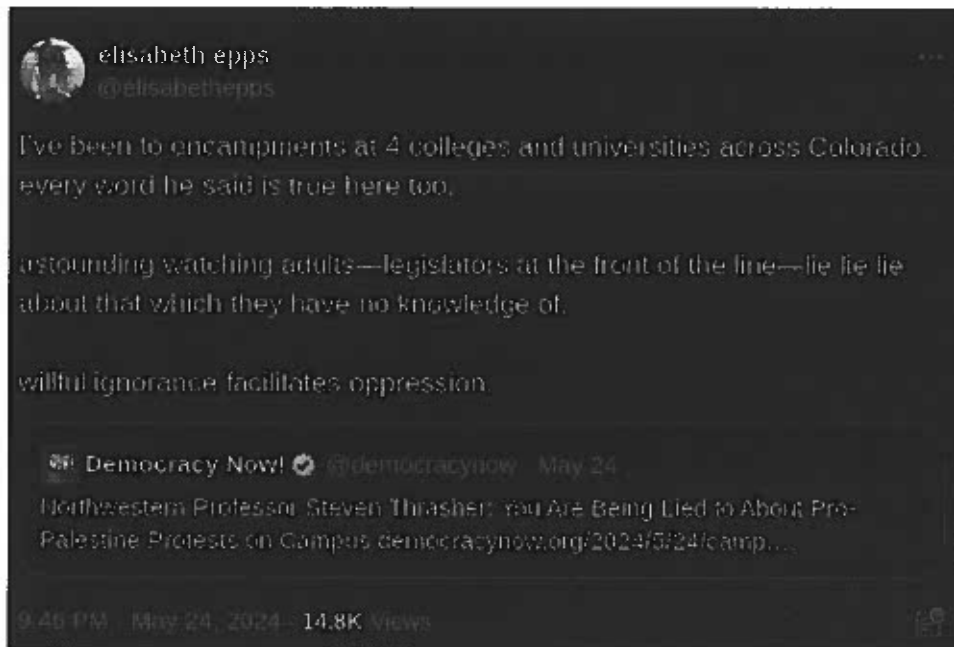 elisabeth epps
@elisabethepps
I've been to encampments at 4 colleges and universities across Colorado.
every word he said is true here too.
astounding watching adults—legislators at the front of the line—lie lie lie
about that which they have no knowledge of.
willful ignorance facilitates oppression.
Democracy Now! @democracynow · May 24
Northwestern Professor Steven Thrasher: You Are Being Lied to About Pro-
Palestine Protests on Campus democracynow.org/2024/5/24/camp…
9:46 PM · May 24, 2024 · 14.8K Views